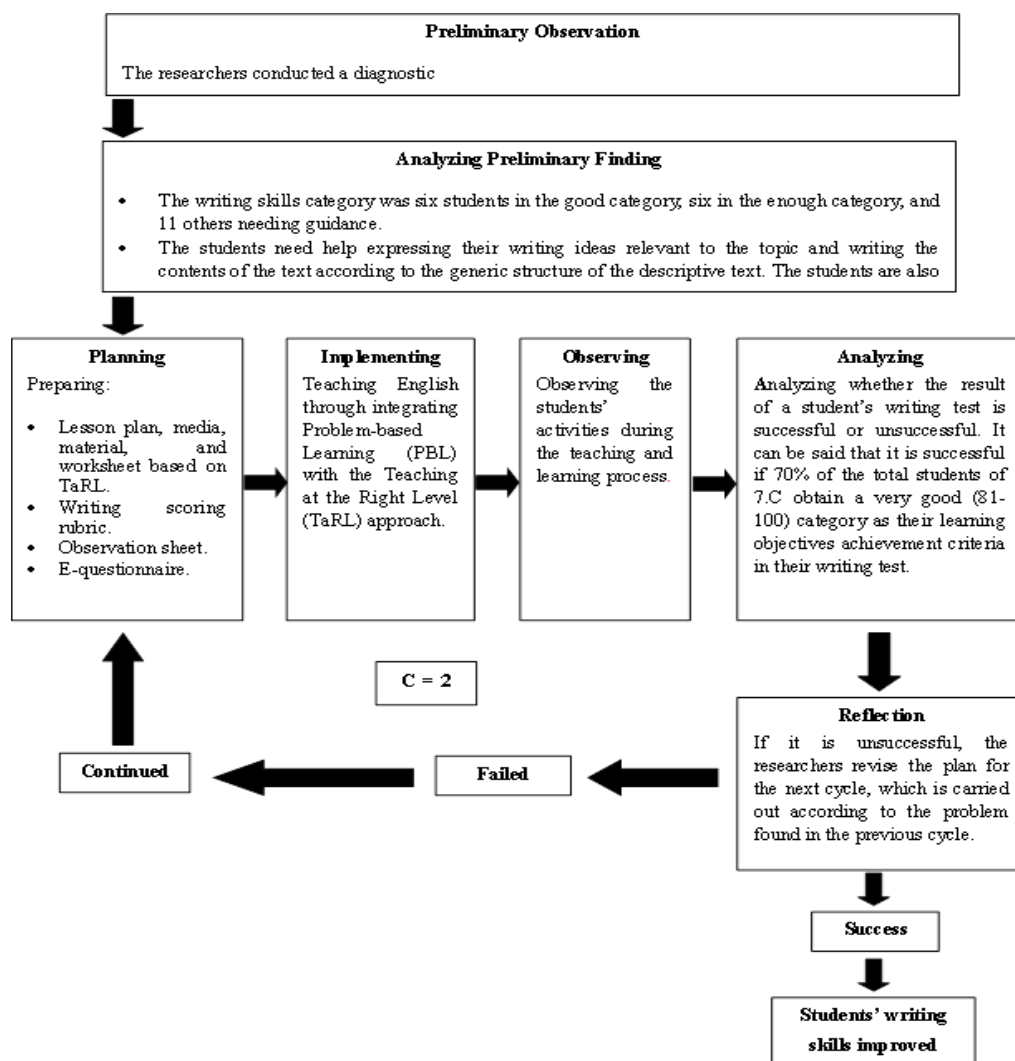 Preliminary Observation
The researchers conducted a diagnostic
Analyzing Preliminary Finding
• The writing skills category was six students in the good category; six in the enough category, and
11 others needing guidance.
• The students need help expressing their writing ideas relevant to the topic and writing the
contents of the text according to the generic structure of the descriptive text. The students are also
Planning
Preparing:
• Lesson plan, media,
material, and
worksheet based on
TaRL.
• Writing scoring
rubric.
• Observation sheet.
• E-questionnaire.
Implementing
Teaching English
through integrating
Problem-based
Learning (PBL)
with the Teaching
at the Right Level
(TaRL) approach.
Observing
Observing the
students'
activities during
the teaching and
learning process.
Analyzing
Analyzing whether the result
of a student's writing test is
successful or unsuccessful. It
can be said that it is successful
if 70% of the total students of
7.C obtain a very good (81-
100) category as their learning
objectives achievement criteria
in their writing test.
C = 2
Reflection
If it is unsuccessful, the
researchers revise the plan for
the next cycle, which is carried
out according to the problem
found in the previous cycle.
Failed
Continued
Success
Students' writing
skills improved